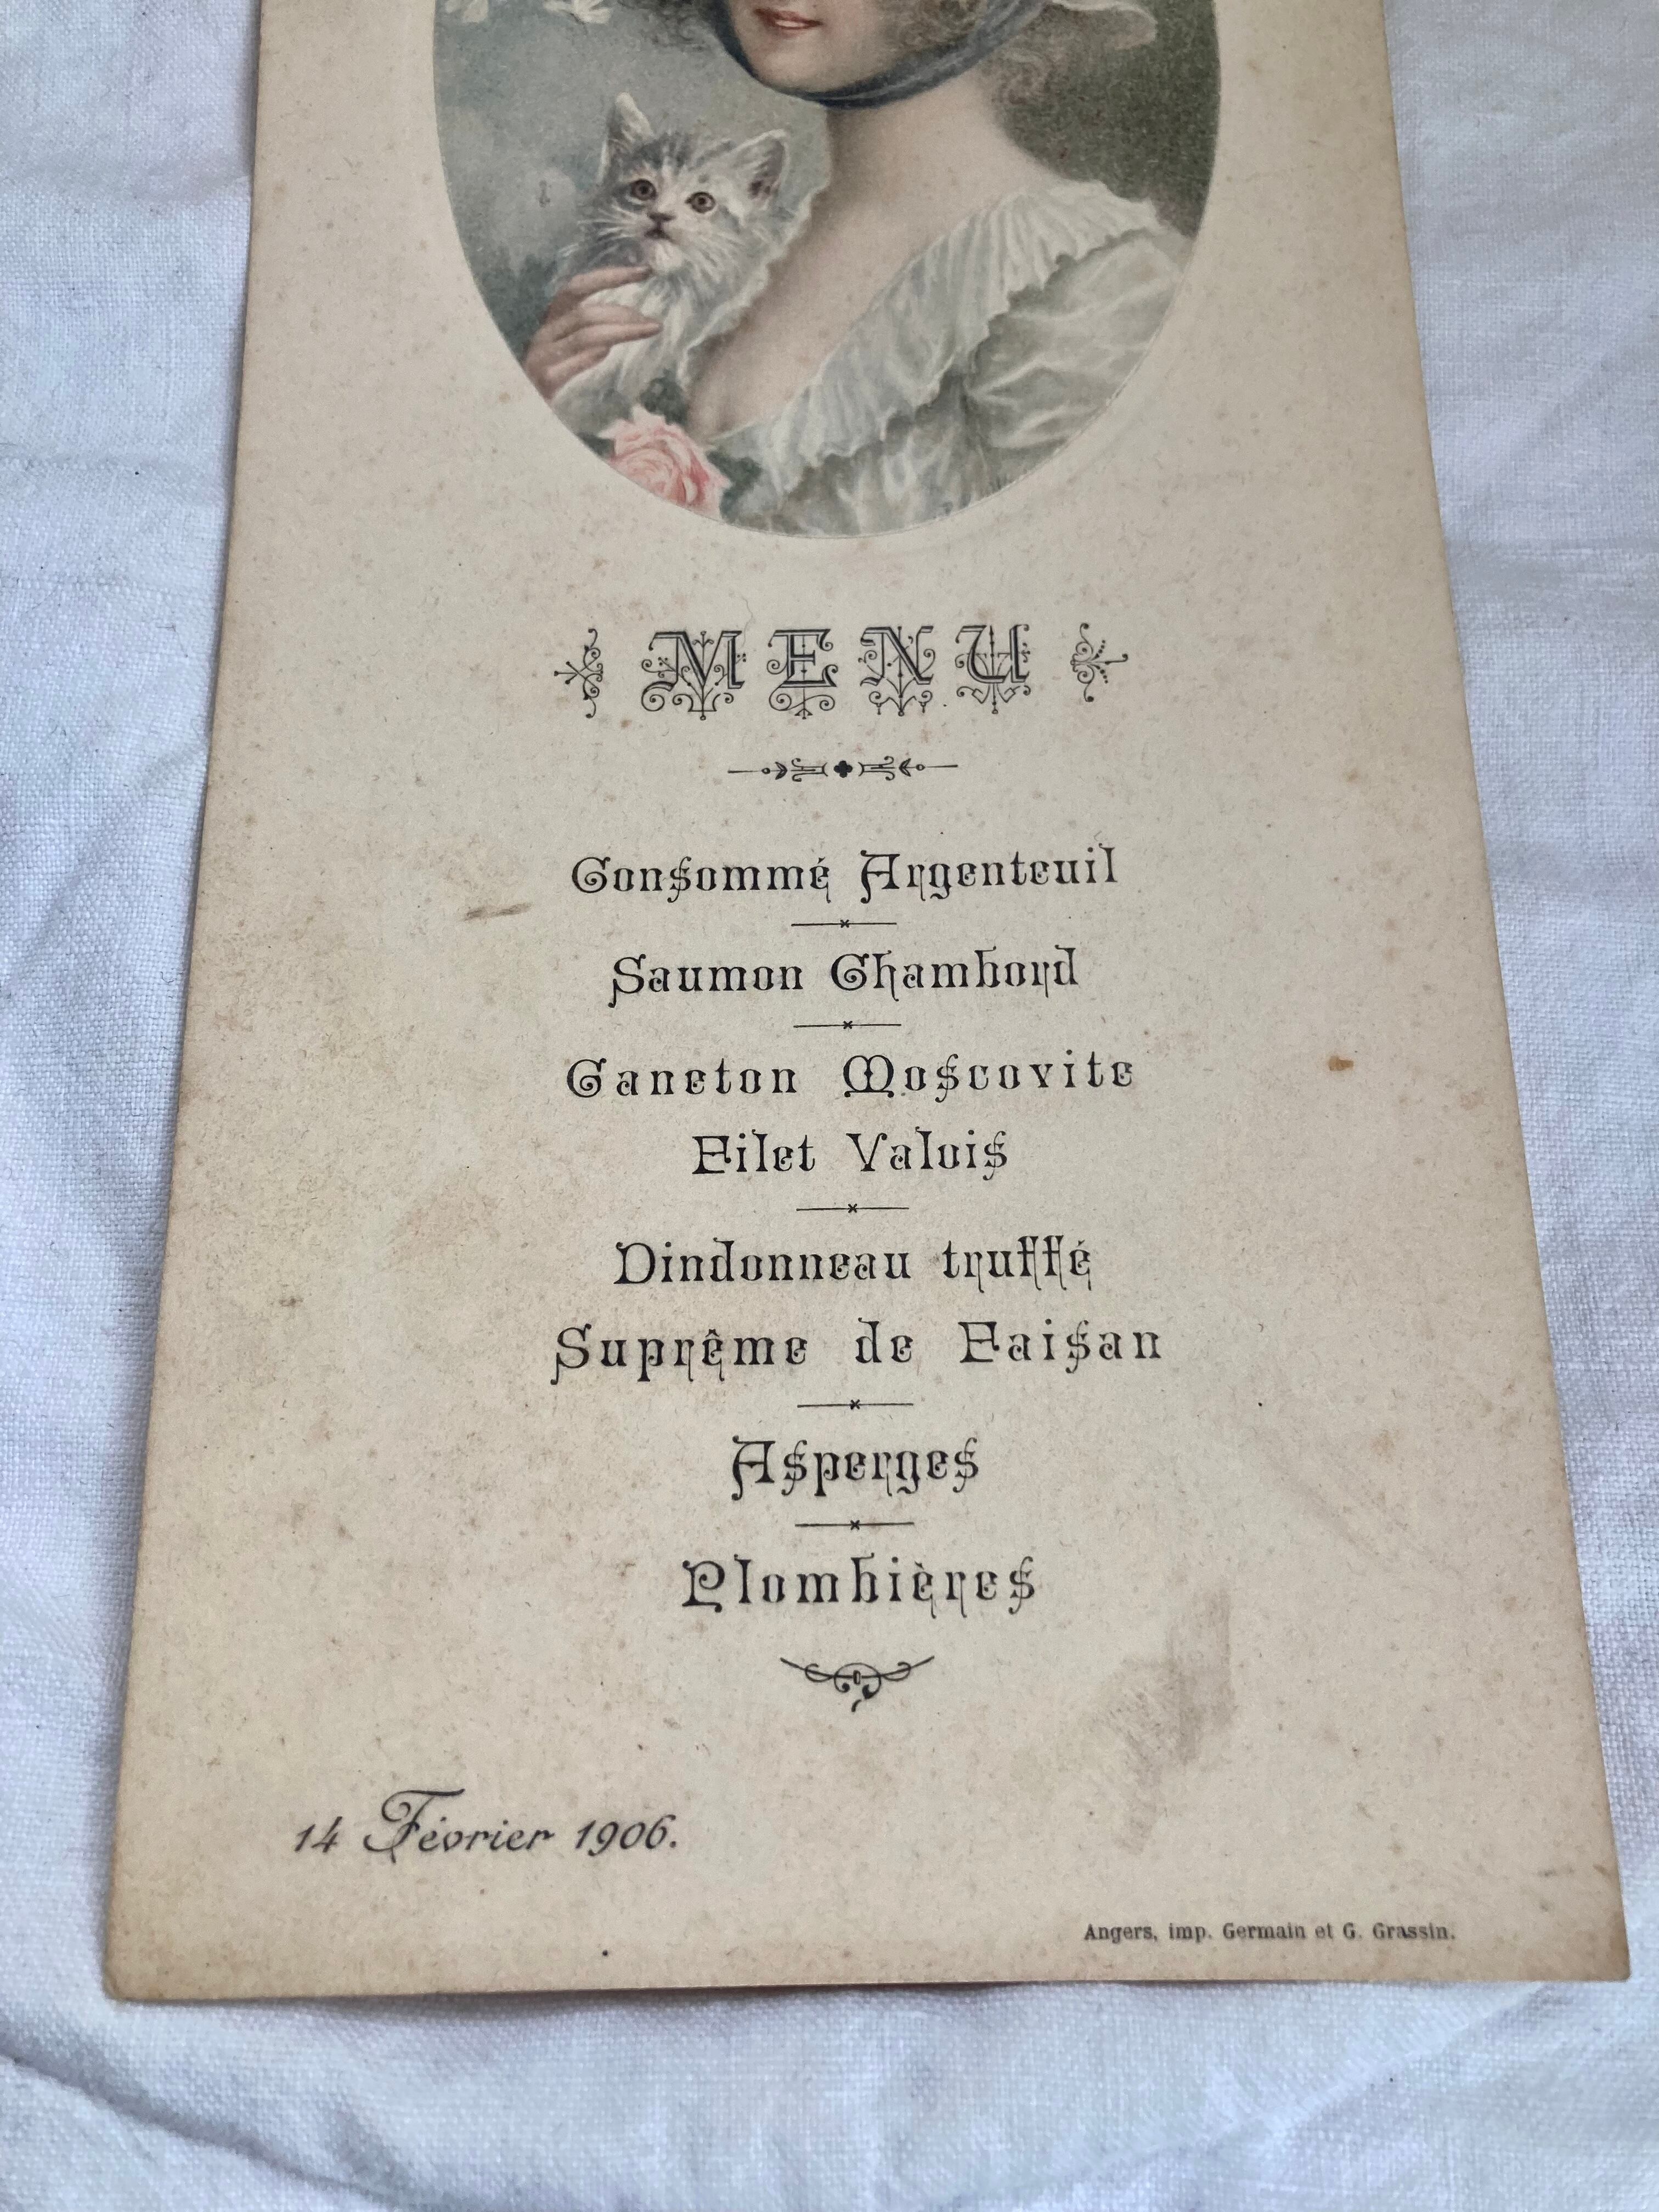 MENU
Consommé Argenteuil
Saumon Chambord
Caneton Moscovite
Filet Valois
Dindonneau truffé
Suprême de Faisan
Asperges
Plombières
14 Février 1906.
Angers, imp. Germain et G. Grassin.